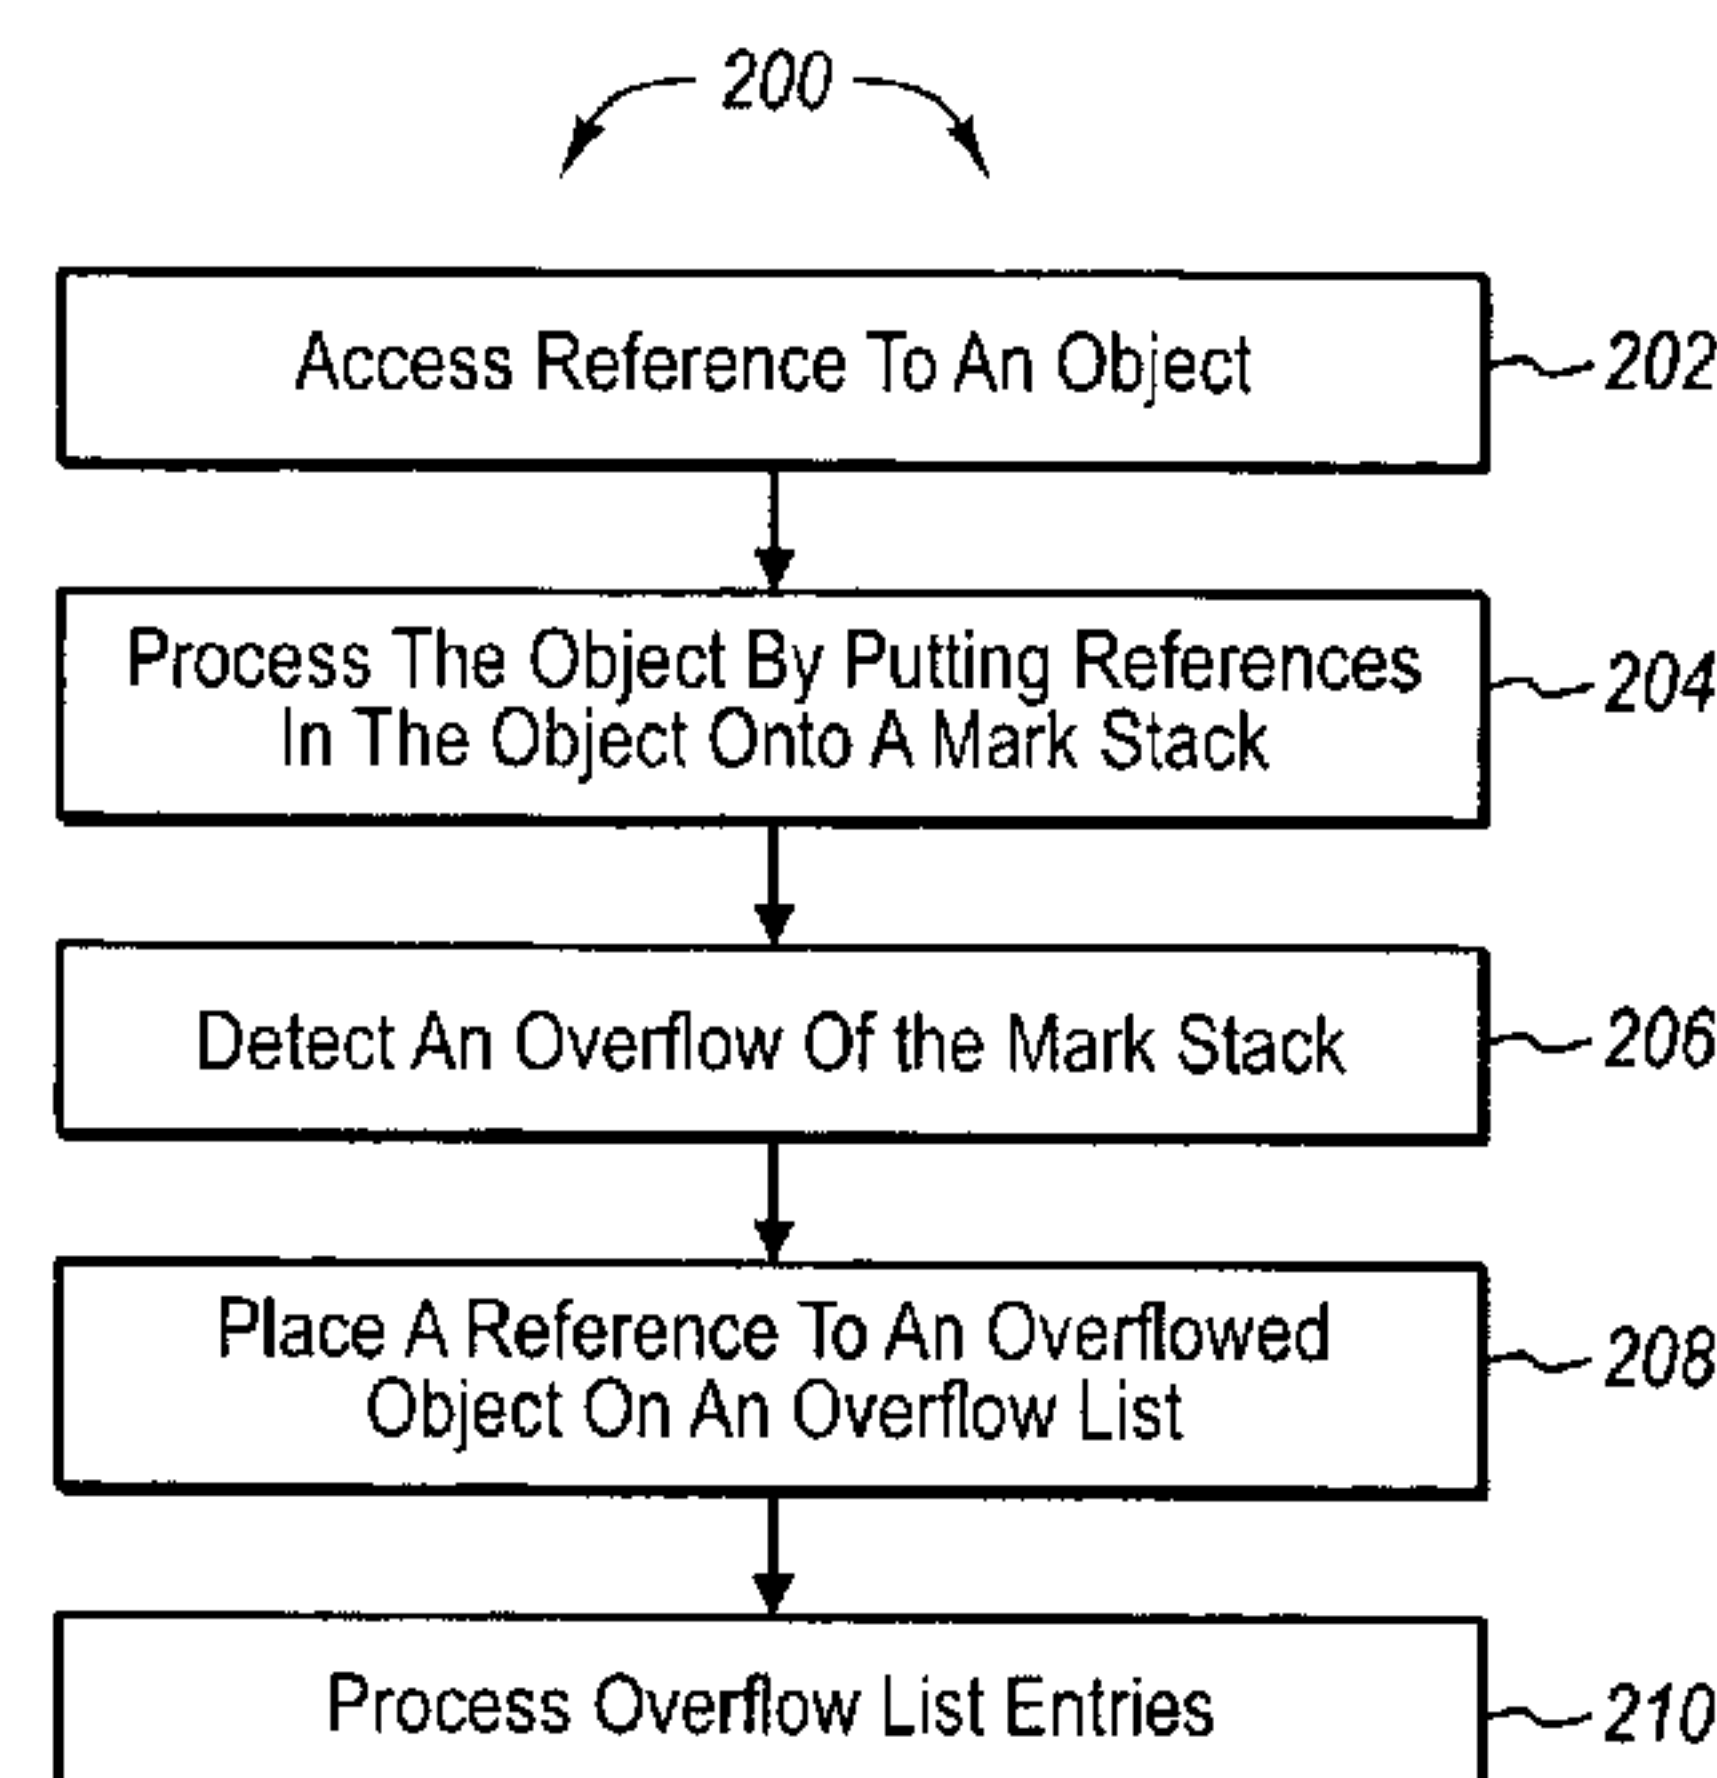 200
Access Reference To An Object
202
Process The Object By Putting References
In The Object Onto A Mark Stack
204
Detect An Overflow Of the Mark Stack
206
Place A Reference To An Overflowed
Object On An Overflow List
208
Process Overflow List Entries
210